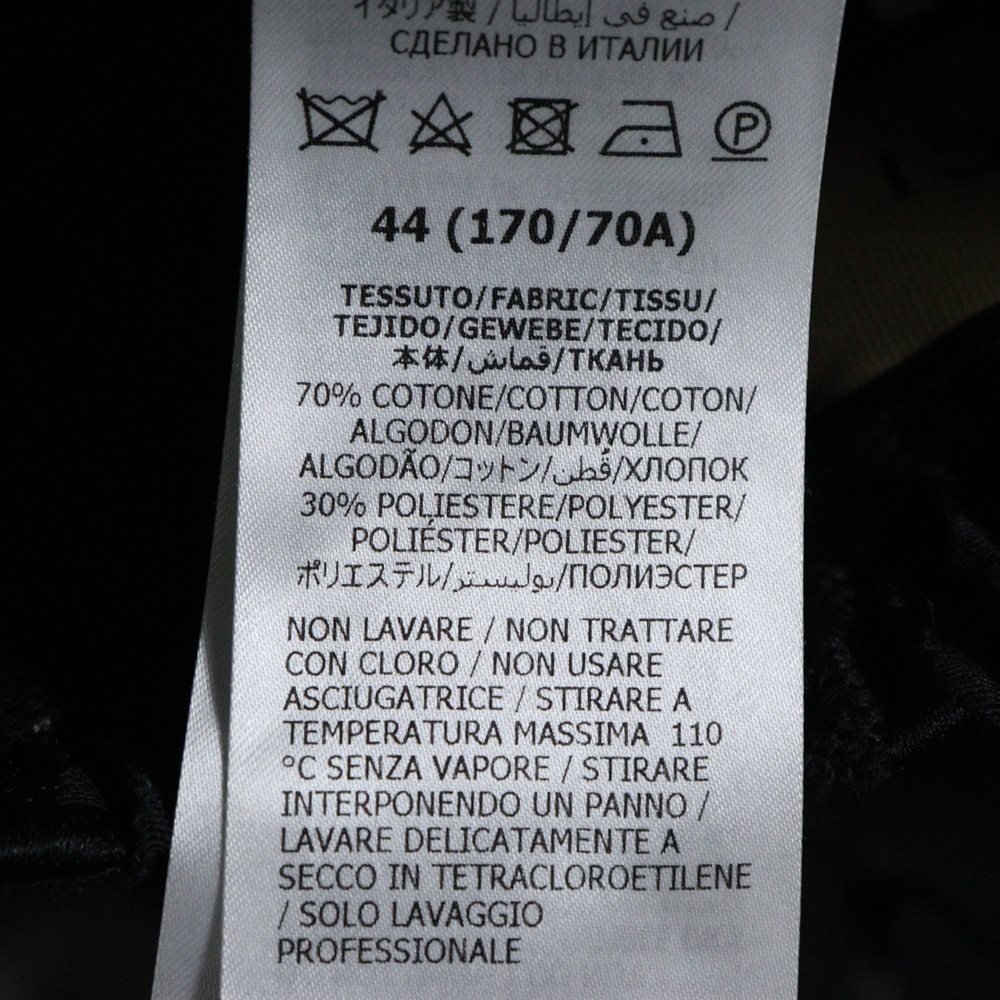 イタリア製 / صنع في إيطاليا /
СДЕЛАНО В ИТАЛИИ
P
44 (170/70A)
TESSUTO/FABRIC/TISSU/
TEJIDO/GEWEBE/TECIDO/
本体/قماش/ТКАНЬ
70% COTONE/COTTON/COTON/
ALGODON/BAUMWOLLE/
ALGODÃO/コットン/قُطن/ХЛОПОК
30% POLIESTERE/POLYESTER/
POLIÉSTER/POLIESTER/
ポリエステル/بوليستر/ПОЛИЭСТЕР
NON LAVARE / NON TRATTARE
CON CLORO / NON USARE
ASCIUGATRICE / STIRARE A
TEMPERATURA MASSIMA 110
°C SENZA VAPORE / STIRARE
INTERPONENDO UN PANNO /
LAVARE DELICATAMENTE A
SECCO IN TETRACLOROETILENE
/ SOLO LAVAGGIO
PROFESSIONALE